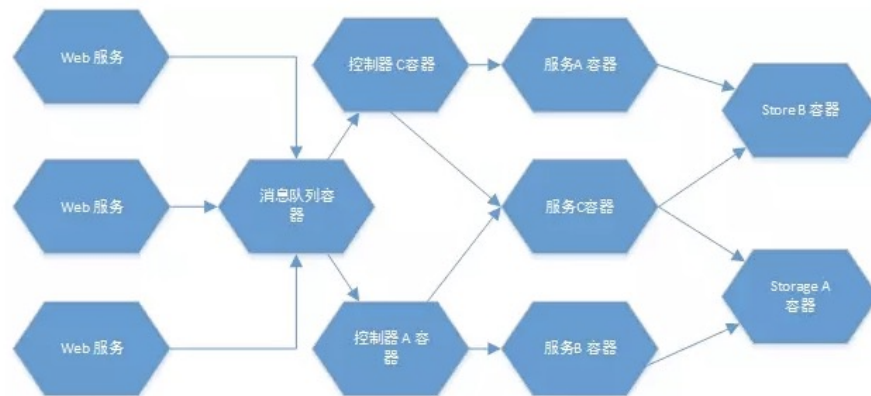 Web 服务
控制器 C容器
服务A 容器
Store B 容器
Web 服务
消息队列容
器
服务C容器
Storage A
容器
Web 服务
控制器 A 容
器
服务B 容器